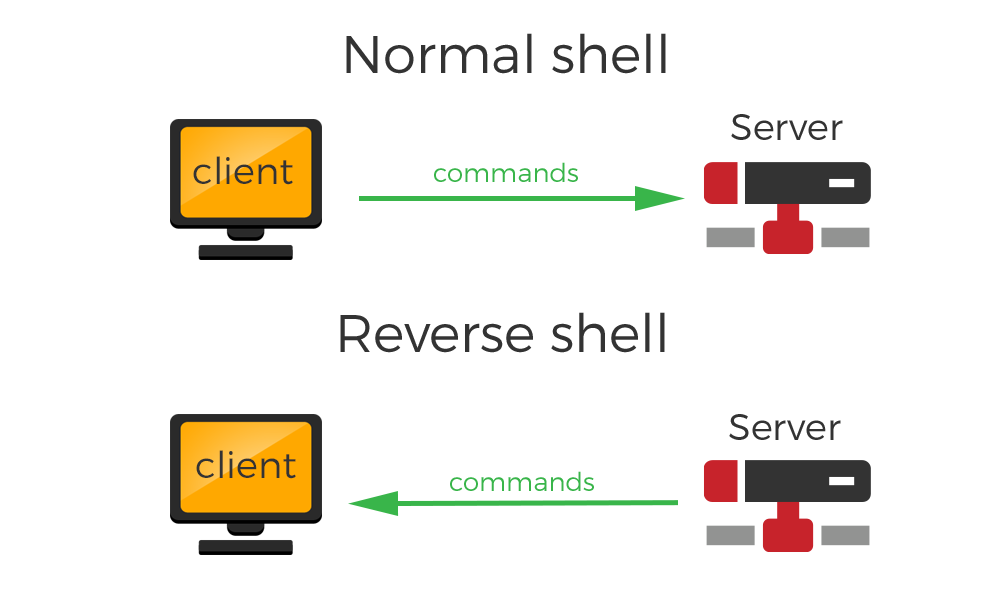 Normal shell
Server
client
commands
Reverse shell
Server
client
commands